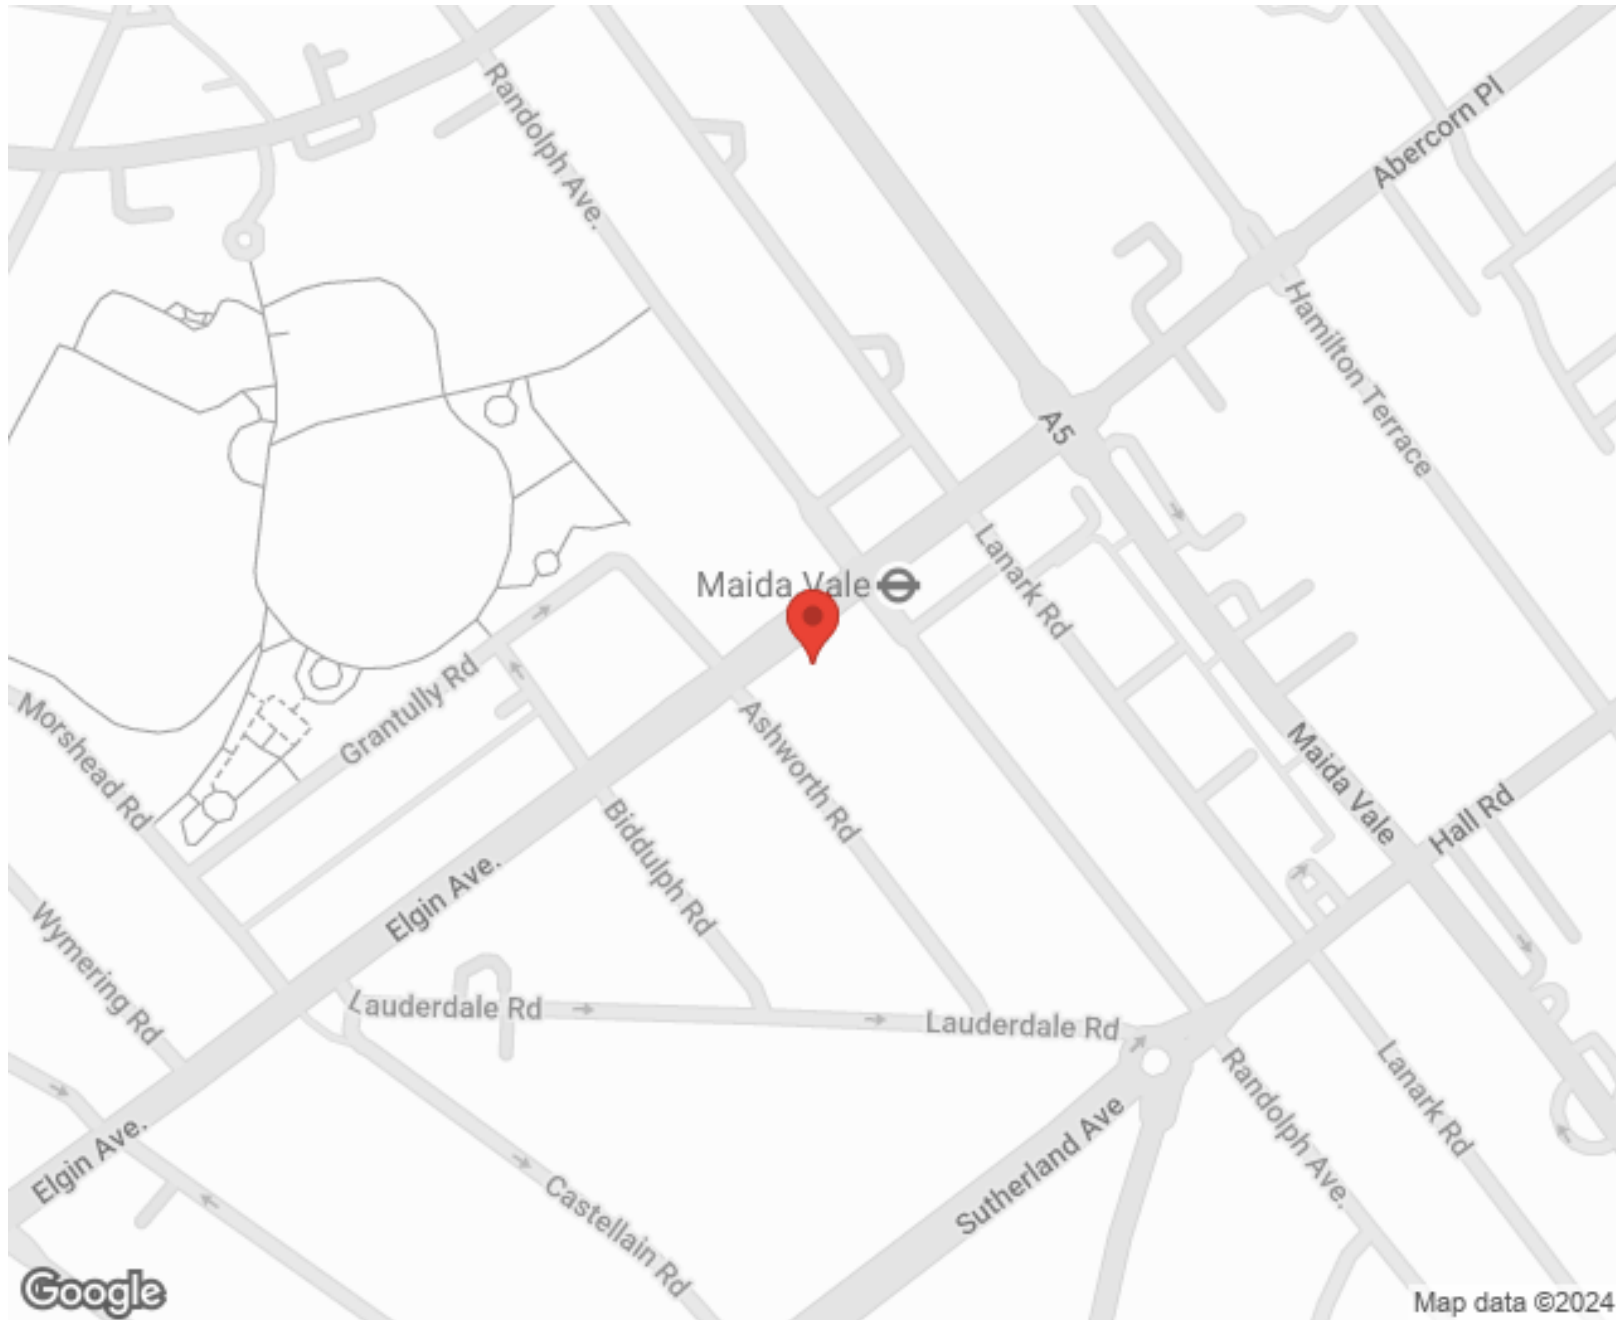 Randolph Ave.
Abercorn Pl
Hamilton Terrace
A5
Lanark Rd
Maida Vale
Grantully Rd
Morshead Rd
Ashworth Rd
Maida Vale
Hall Rd
Biddulph Rd
Elgin Ave.
Wymering Rd
Lauderdale Rd
Lauderdale Rd
Lanark Rd
Randolph Ave.
Sutherland Ave
Elgin Ave.
Castellain Rd
Google
Map data ©2024